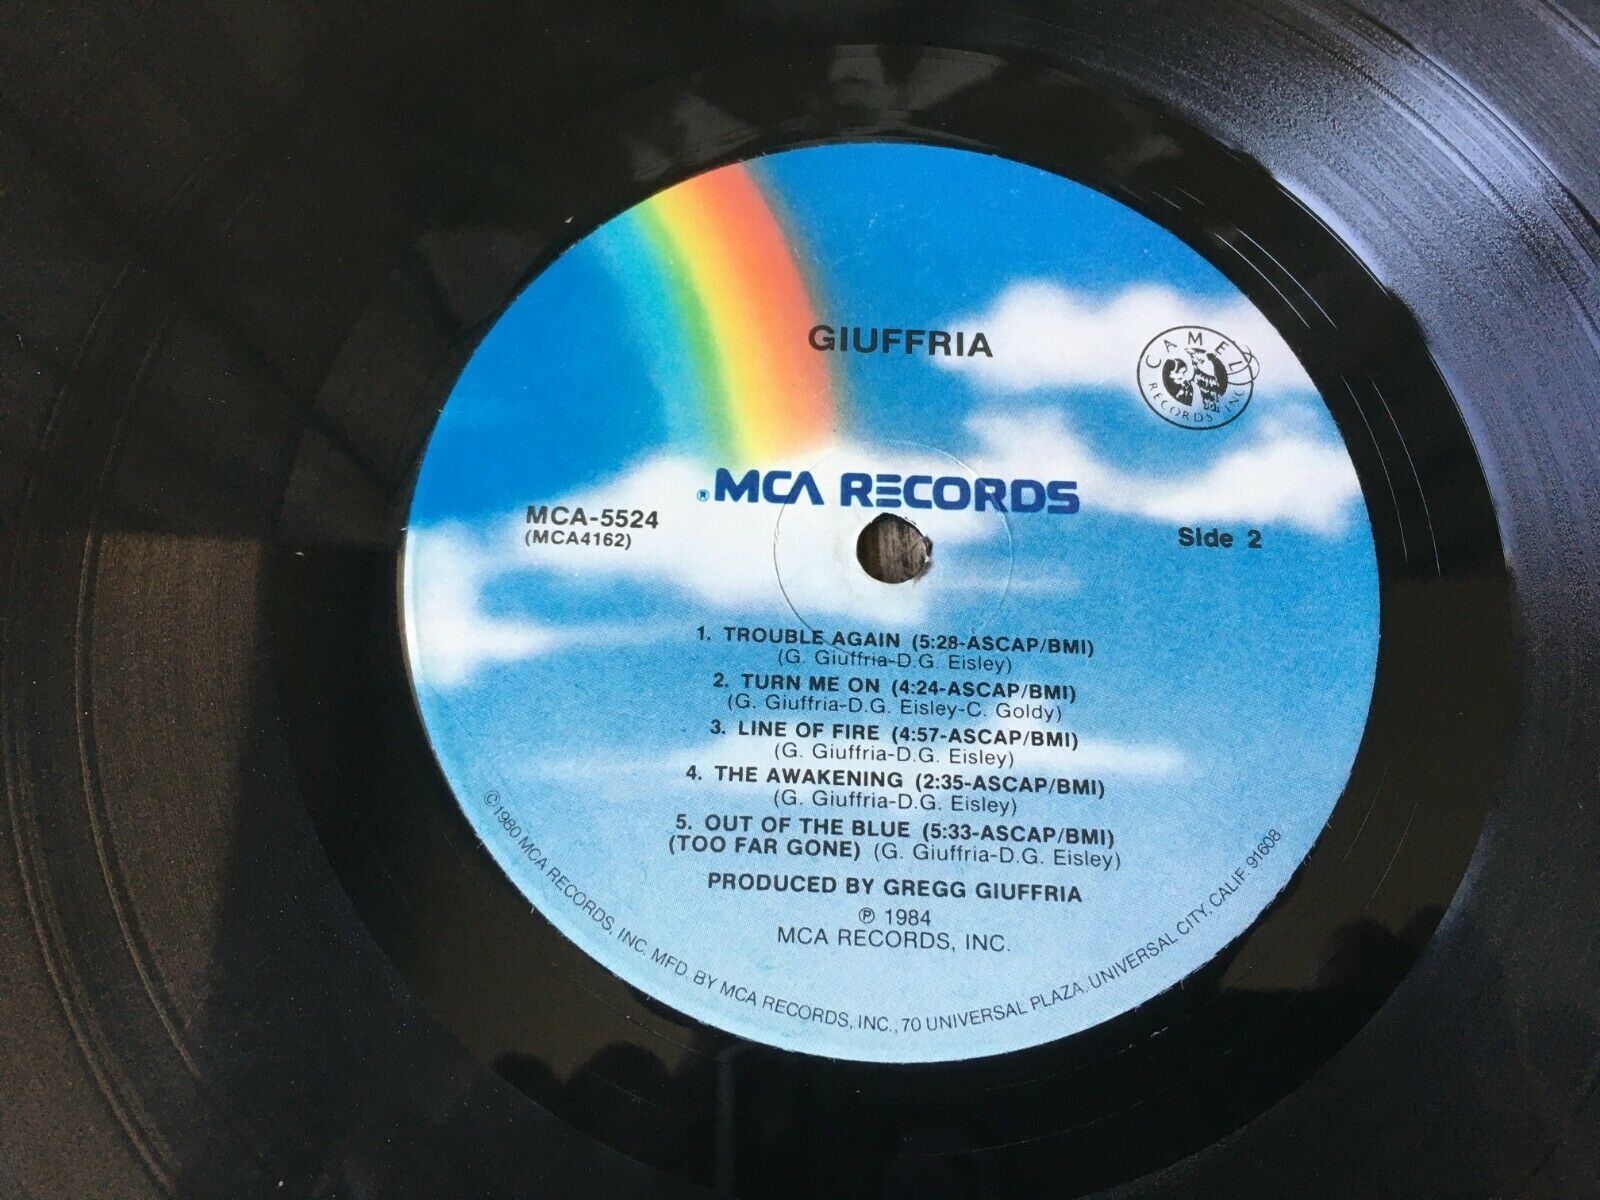 GIUFFRIA
CAMEL
RECORDS, INC.
® MCA RECORDS
MCA-5524
(MCA4162)
Side 2
1. TROUBLE AGAIN (5:28-ASCAP/BMI)
(G. Giuffria-D.G. Eisley)
2. TURN ME ON (4:24-ASCAP/BMI)
(G. Giuffria-D.G. Eisley-C. Goldy)
3. LINE OF FIRE (4:57-ASCAP/BMI)
(G. Giuffria-D.G. Eisley)
4. THE AWAKENING (2:35-ASCAP/BMI)
(G. Giuffria-D.G. Eisley)
5. OUT OF THE BLUE (5:33-ASCAP/BMI)
(TOO FAR GONE) (G. Giuffria-D.G. Eisley)
PRODUCED BY GREGG GIUFFRIA
℗ 1984
MCA RECORDS, INC.
©1980 MCA RECORDS, INC. MFD. BY MCA RECORDS, INC., 70 UNIVERSAL PLAZA, UNIVERSAL CITY, CALIF. 91608